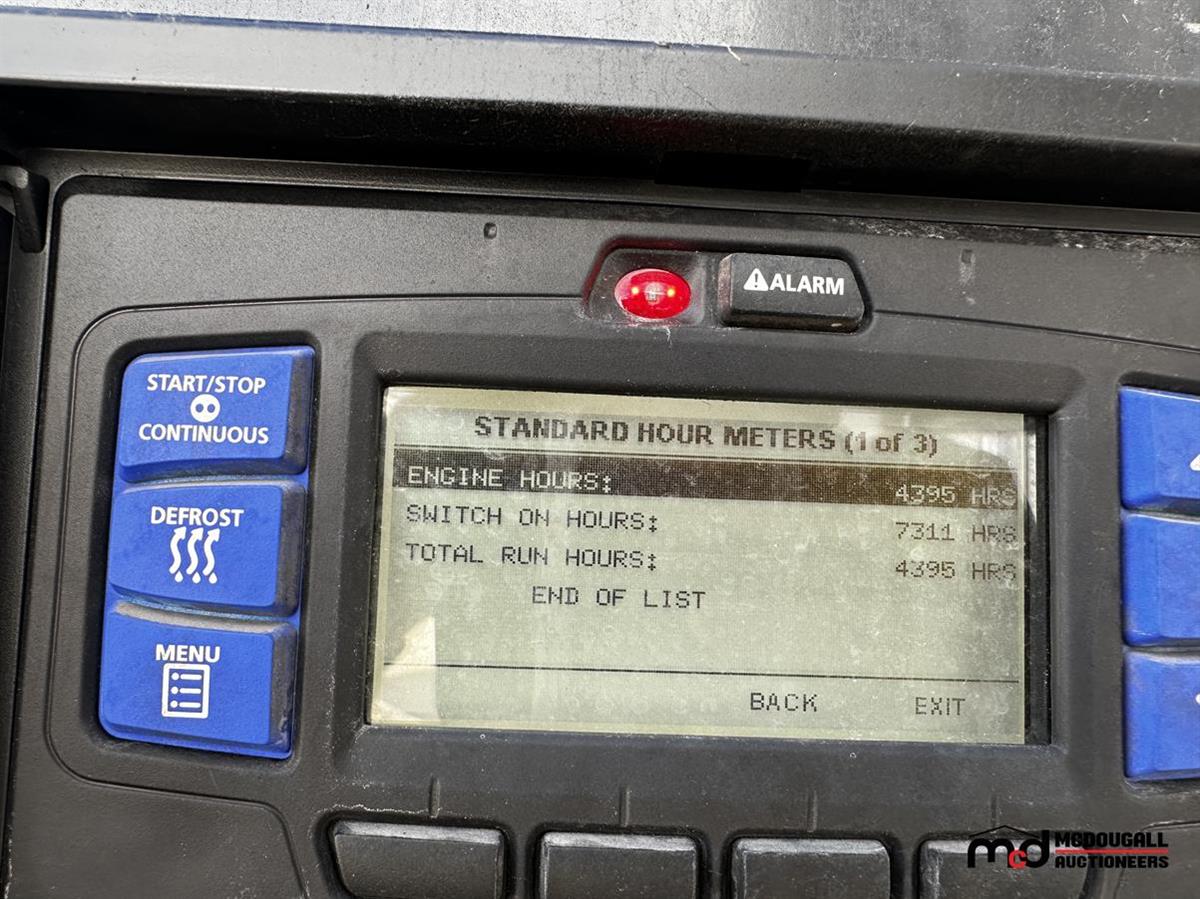 ALARM
START/STOP
CONTINUOUS
DEFROST
MENU
STANDARD HOUR METERS (1 of 3)
ENGINE HOURS: 4395 HRS
SWITCH ON HOURS: 7311 HRS
TOTAL RUN HOURS: 4395 HRS
END OF LIST
BACK EXIT
mcd MCDOUGALL
AUCTIONEERS